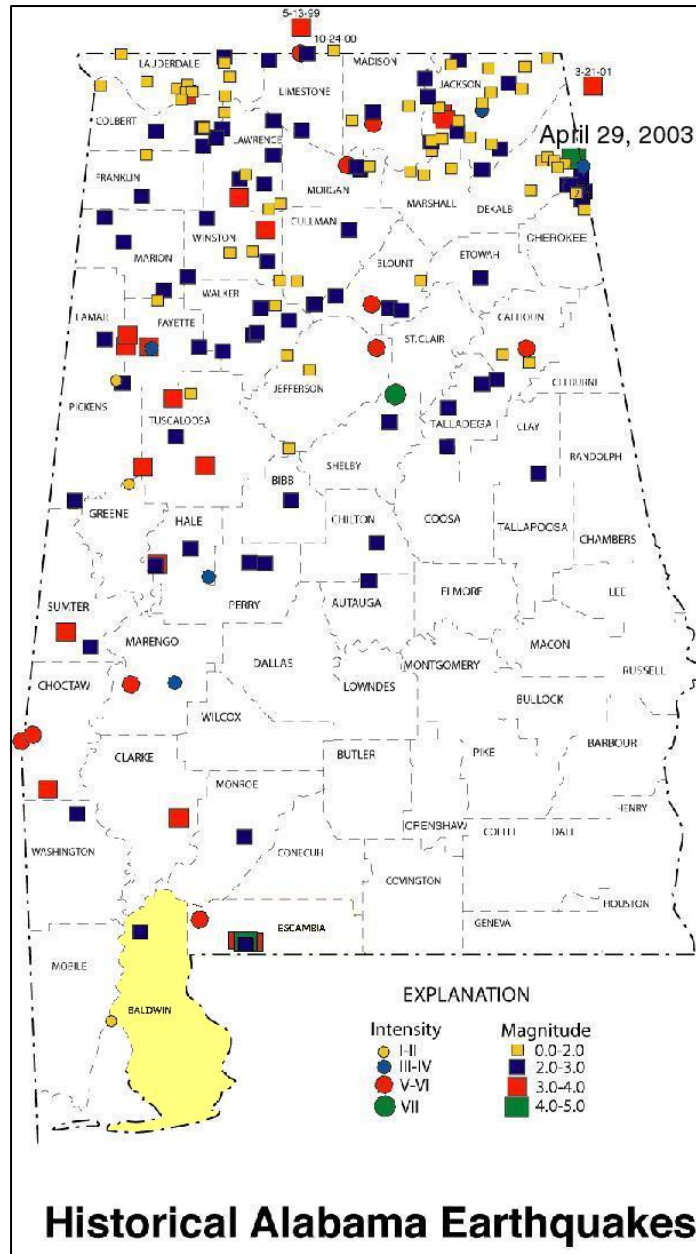 5-13-99
10-24-00
LAUDERDALE
MADISON
LIMESTONE
JACKSON
3-21-01
COLBERT
LAWRENCE
April 29, 2003
FRANKLIN
MORGAN
MARSHALL
DEKALB
CULLMAN
WINSTON
CHEROKEE
MARION
BLOUNT
ETOWAH
WALKER
LAMAR
FAYETTE
CALHOUN
ST.CLAIR
JEFFERSON
PICKENS
TUSCALOOSA
TALLADEGA
CLAY
RANDOLPH
SHELBY
BIBB
GREENE
HALE
CHILTON
COOSA
TALLAPOOSA
CHAMBERS
SUMTER
PERRY
AUTAUGA
ELMORE
LEE
MARENGO
MACON
DALLAS
MONTGOMERY
RUSSELL
CHOCTAW
LOWNDES
BULLOCK
WILCOX
CLARKE
BUTLER
PIKE
BARBOUR
MONROE
HENRY
CRENSHAW
WASHINGTON
CONECUH
COVINGTON
HOUSTON
ESCAMBIA
GENEVA
MOBILE
BALDWIN
EXPLANATION
Intensity Magnitude
I-II 0.0-2.0
III-IV 2.0-3.0
V-VI 3.0-4.0
VII 4.0-5.0
Historical Alabama Earthquakes